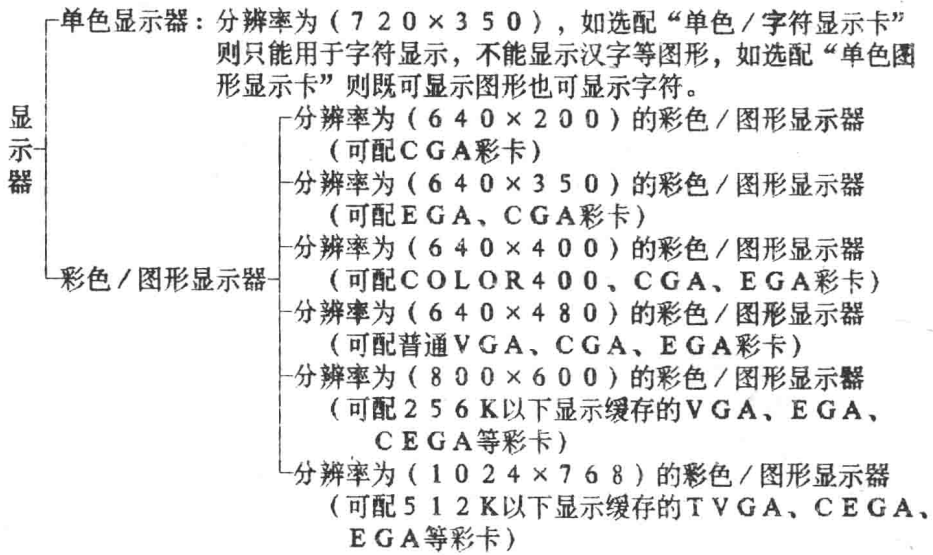 单色显示器：分辨率为（720×350），如选配“单色／字符显示卡”
则只能用于字符显示，不能显示汉字等图形，如选配“单色图
形显示卡”则既可显示图形也可显示字符。
显示器
彩色／图形显示器
分辨率为（640×200）的彩色／图形显示器
（可配CGA彩卡）
分辨率为（640×350）的彩色／图形显示器
（可配EGA、CGA彩卡）
分辨率为（640×400）的彩色／图形显示器
（可配COLOR400、CGA、EGA彩卡）
分辨率为（640×480）的彩色／图形显示器
（可配普通VGA、CGA、EGA彩卡）
分辨率为（800×600）的彩色／图形显示器
（可配256K以下显示缓存的VGA、EGA、
CEGA等彩卡）
分辨率为（1024×768）的彩色／图形显示器
（可配512K以下显示缓存的TVGA、CEGA、
EGA等彩卡）